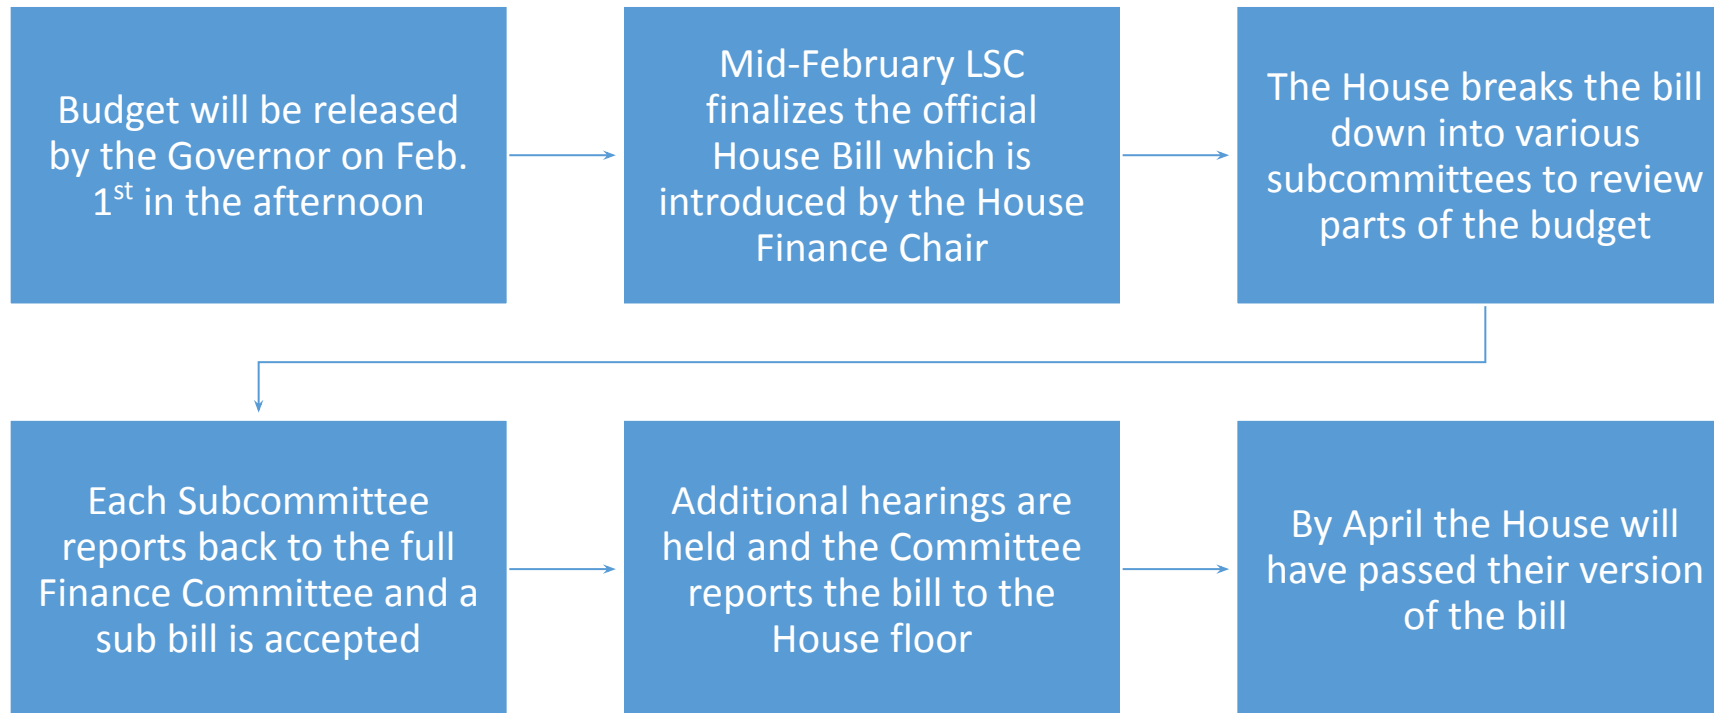 Budget will be released
by the Governor on Feb.
1st in the afternoon
Mid-February LSC
finalizes the official
House Bill which is
introduced by the House
Finance Chair
The House breaks the bill
down into various
subcommittees to review
parts of the budget
Each Subcommittee
reports back to the full
Finance Committee and a
sub bill is accepted
Additional hearings are
held and the Committee
reports the bill to the
House floor
By April the House will
have passed their version
of the bill